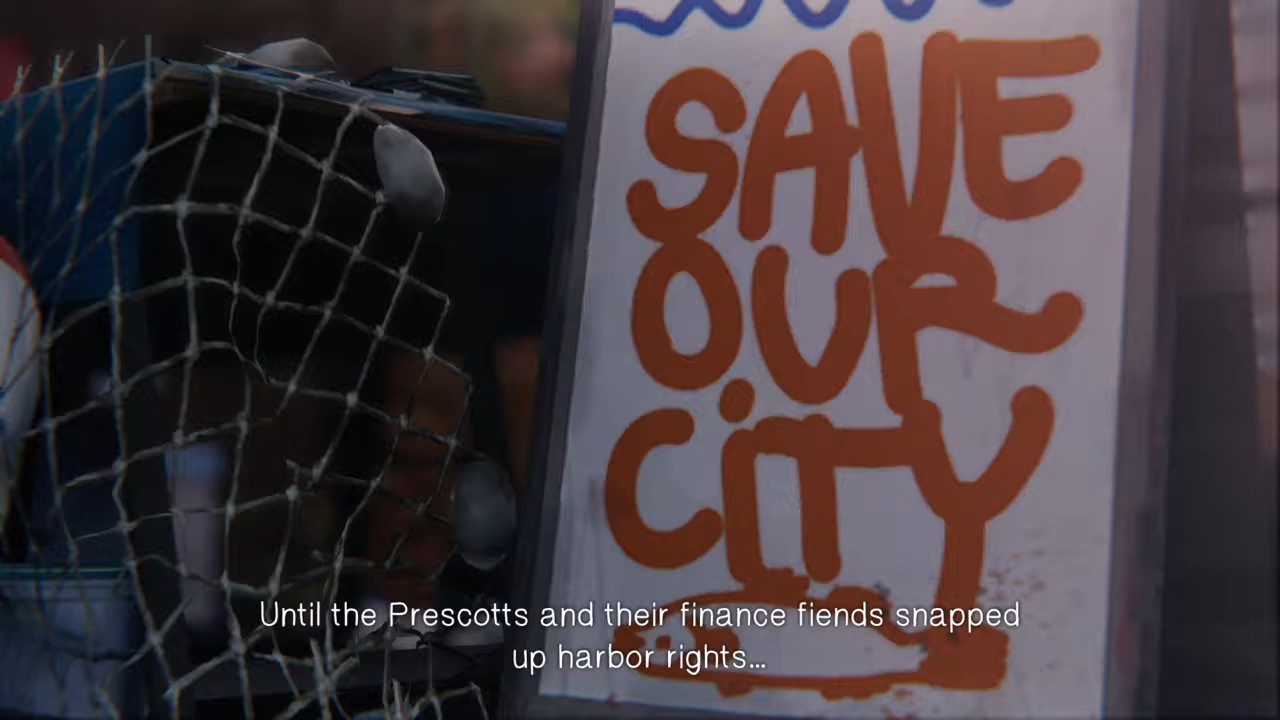 SAVE
OUR
CiTY
Until the Prescotts and their finance fiends snapped
up harbor rights...